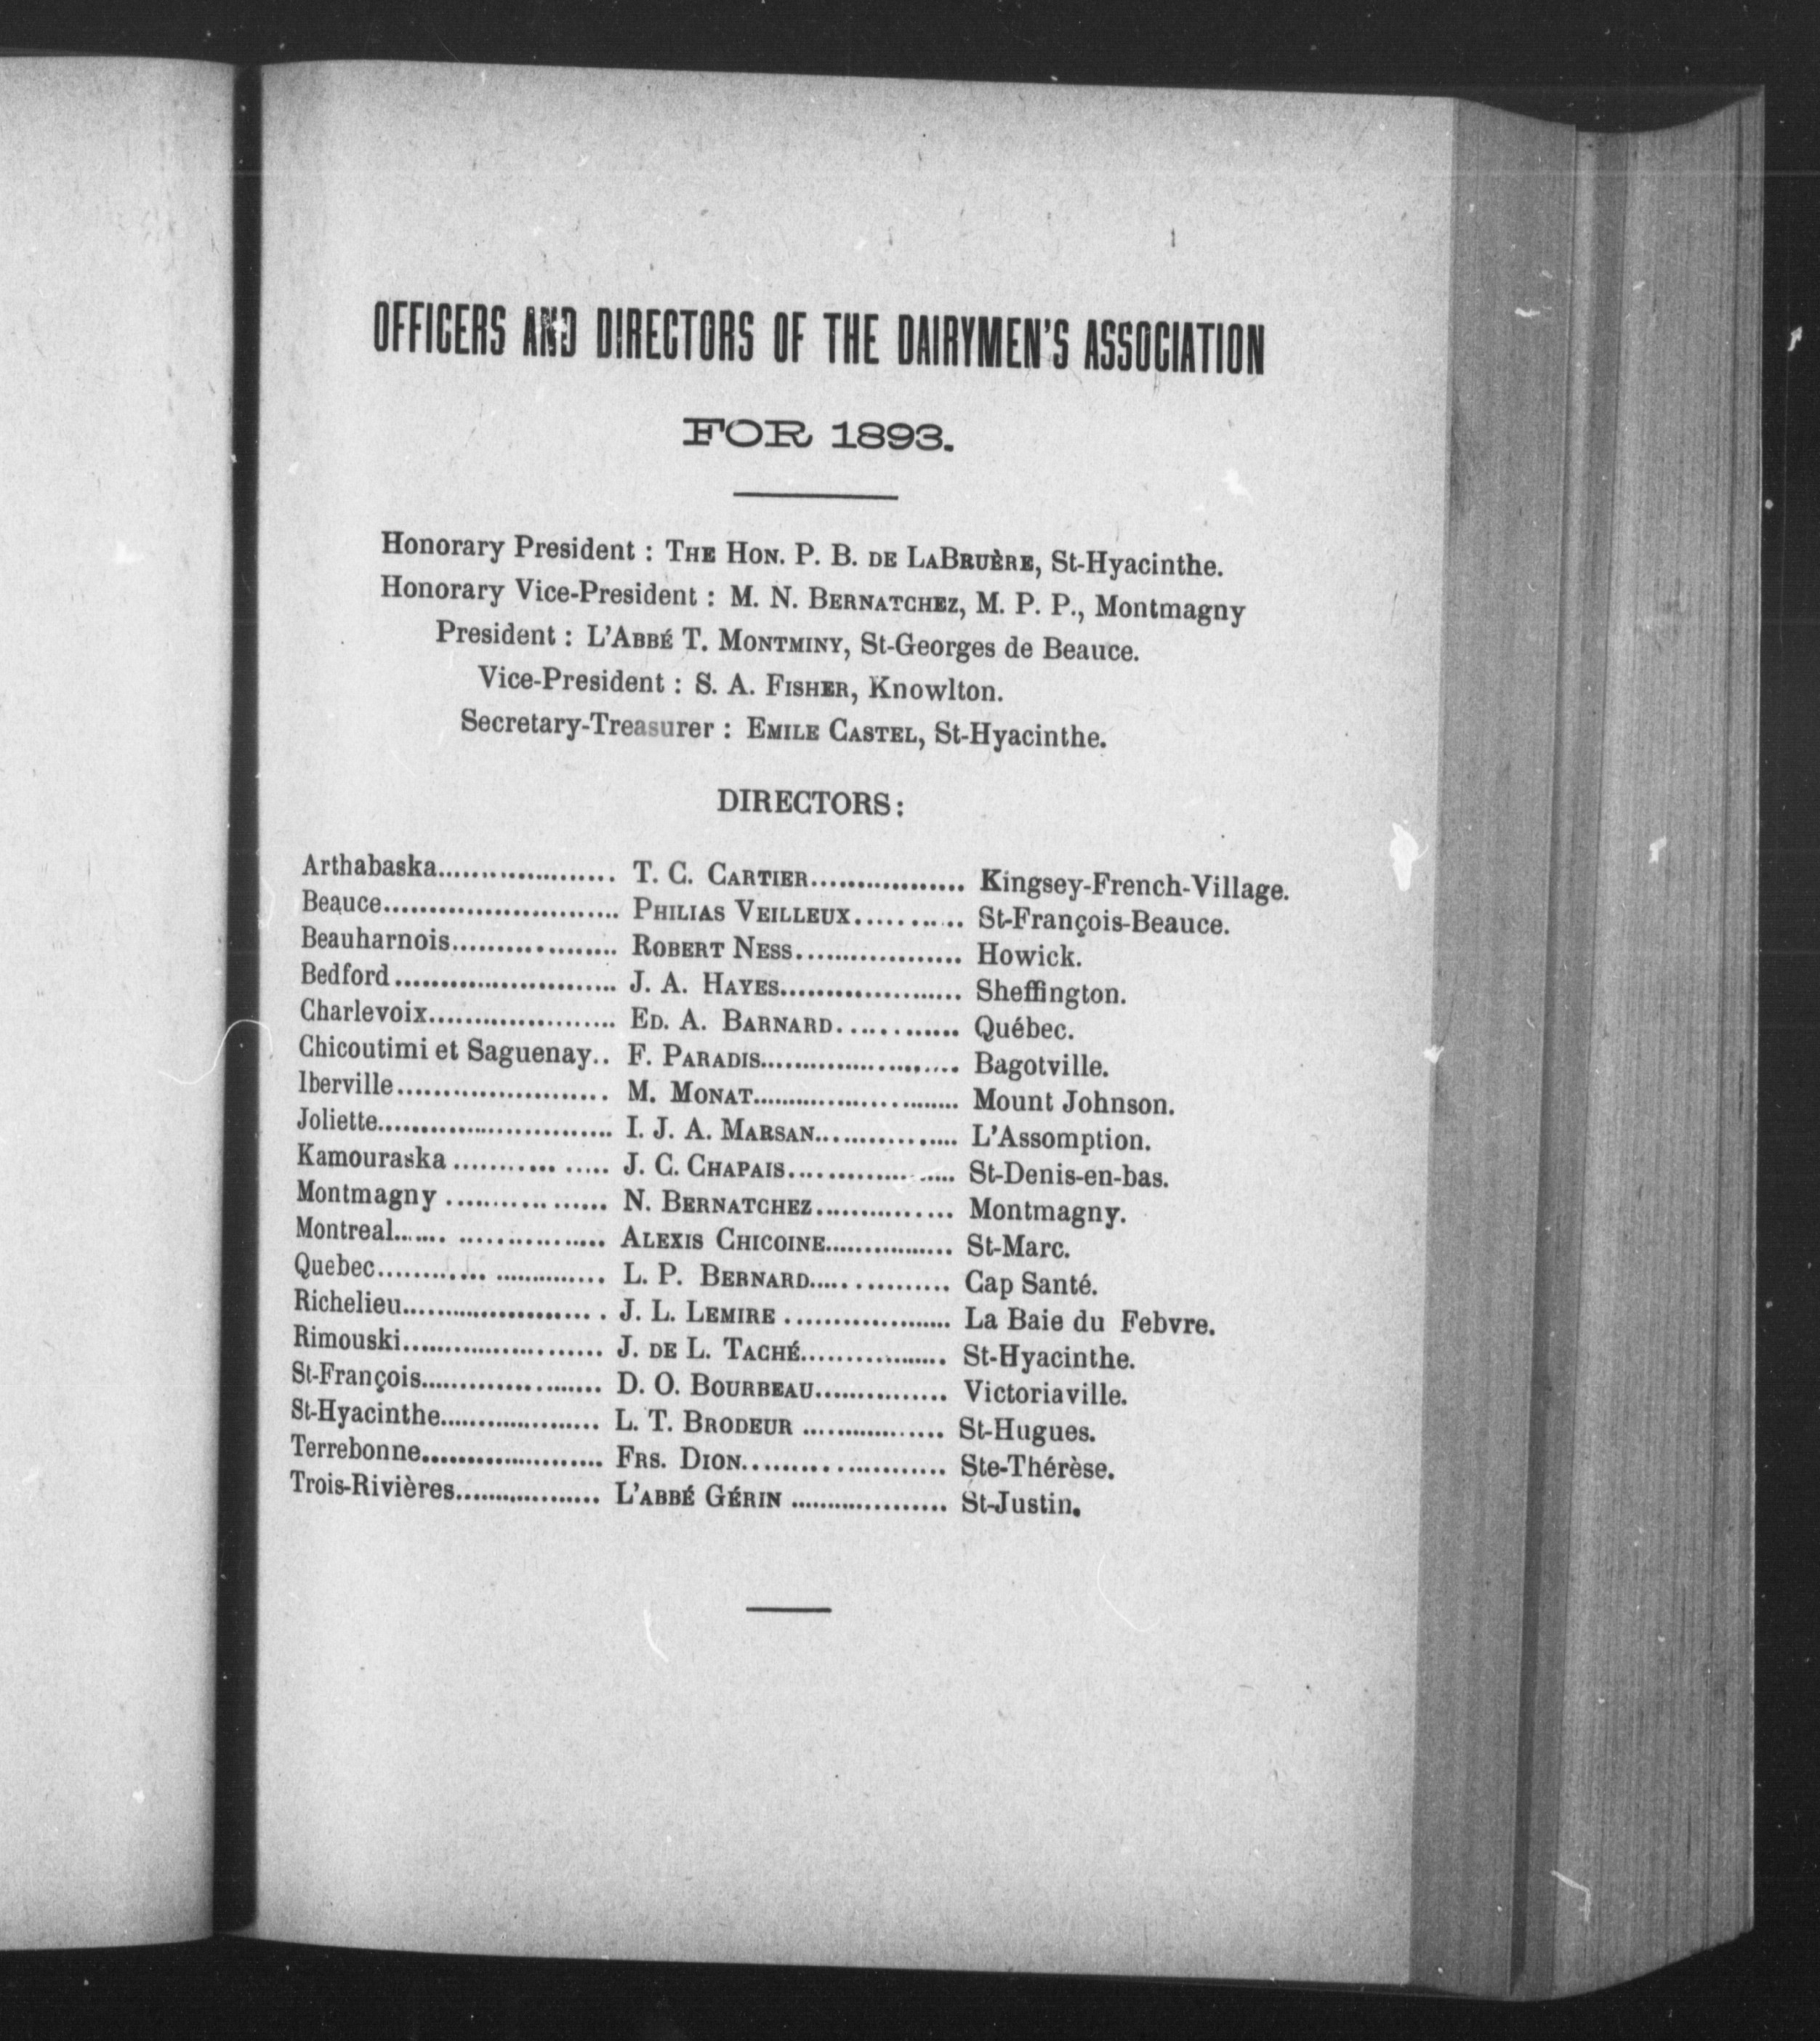 OFFICERS AND DIRECTORS OF THE DAIRYMEN'S ASSOCIATION
FOR 1893.
Honorary President : THE HON. P. B. DE LABRUÈRE, St-Hyacinthe.
Honorary Vice-President : M. N. BERNATCHEZ, M. P. P., Montmagny
President : L'ABBÉ T. MONTMINY, St-Georges de Beauce.
Vice-President : S. A. FISHER, Knowlton.
Secretary-Treasurer : EMILE CASTEL, St-Hyacinthe.
DIRECTORS:
Arthabaska.................... T. C. CARTIER.................. Kingsey-French-Village.
Beauce.......................... PHILIAS VEILLEUX............ St-François-Beauce.
Beauharnois................... ROBERT NESS................... Howick.
Bedford......................... J. A. HAYES..................... Sheffington.
Charlevoix..................... ED. A. BARNARD.............. Québec.
Chicoutimi et Saguenay.. F. PARADIS....................... Bagotville.
Iberville........................ M. MONAT........................ Mount Johnson.
Joliette........................... I. J. A. MARSAN................ L'Assomption.
Kamouraska ................. J. C. CHAPAIS................... St-Denis-en-bas.
Montmagny .................. N. BERNATCHEZ................ Montmagny.
Montreal........................ ALEXIS CHICOINE............... St-Marc.
Quebec.......................... L. P. BERNARD................ Cap Santé.
Richelieu....................... J. L. LEMIRE ................... La Baie du Febvre.
Rimouski....................... J. DE L. TACHÉ................. St-Hyacinthe.
St-François.................... D. O. BOURBEAU............... Victoriaville.
St-Hyacinthe.................. L. T. BRODEUR ................ St-Hugues.
Terrebonne..................... FRS. DION....................... Ste-Thérèse.
Trois-Rivières................. L'ABBÉ GÉRIN ................... St-Justin.